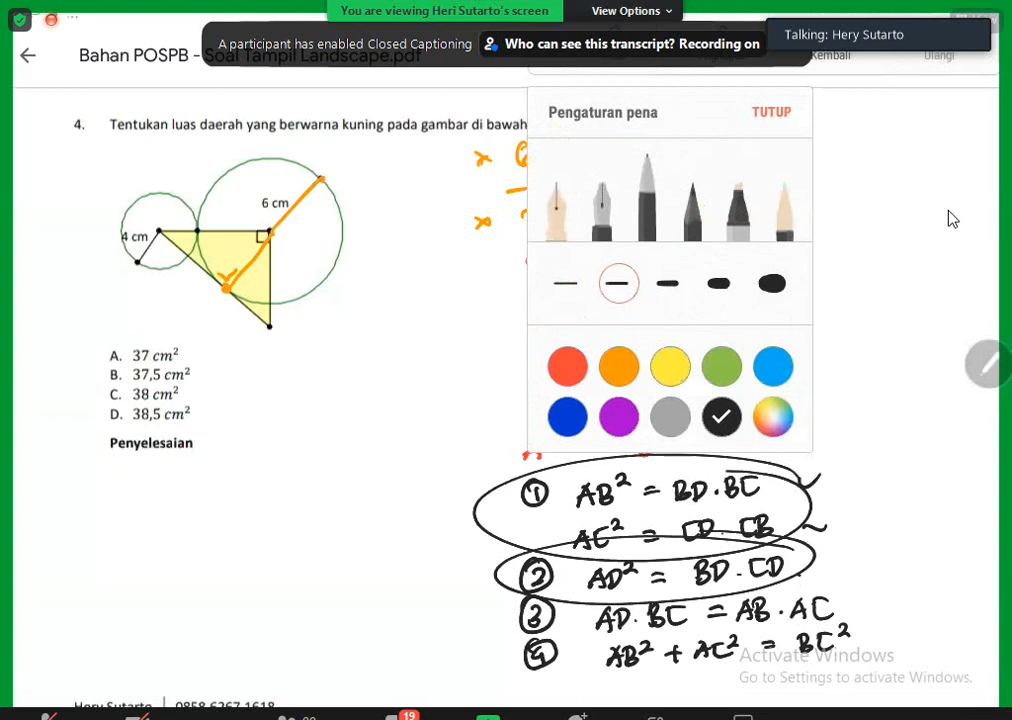 You are viewing Heri Sutarto's screen
View Options
A participant has enabled Closed Captioning
Who can see this transcript? Recording on
Talking: Hery Sutarto
Bahan POSPB - Soal Tampil Landscape.pdf
Kembali
Ulangi
4. Tentukan luas daerah yang berwarna kuning pada gambar di bawah
Pengaturan pena
TUTUP
6 cm
4 cm
A. 37 cm²
B. 37,5 cm²
C. 38 cm²
D. 38,5 cm²
Penyelesaian
① AB² = BD . BC
AC² = CD . CB
② AD² = BD . CD
③ AD . BC = AB . AC
④ AB² + AC² = BC²
Activate Windows
Go to Settings to activate Windows.
Hery Sutarto | 0858 6267 1618
19